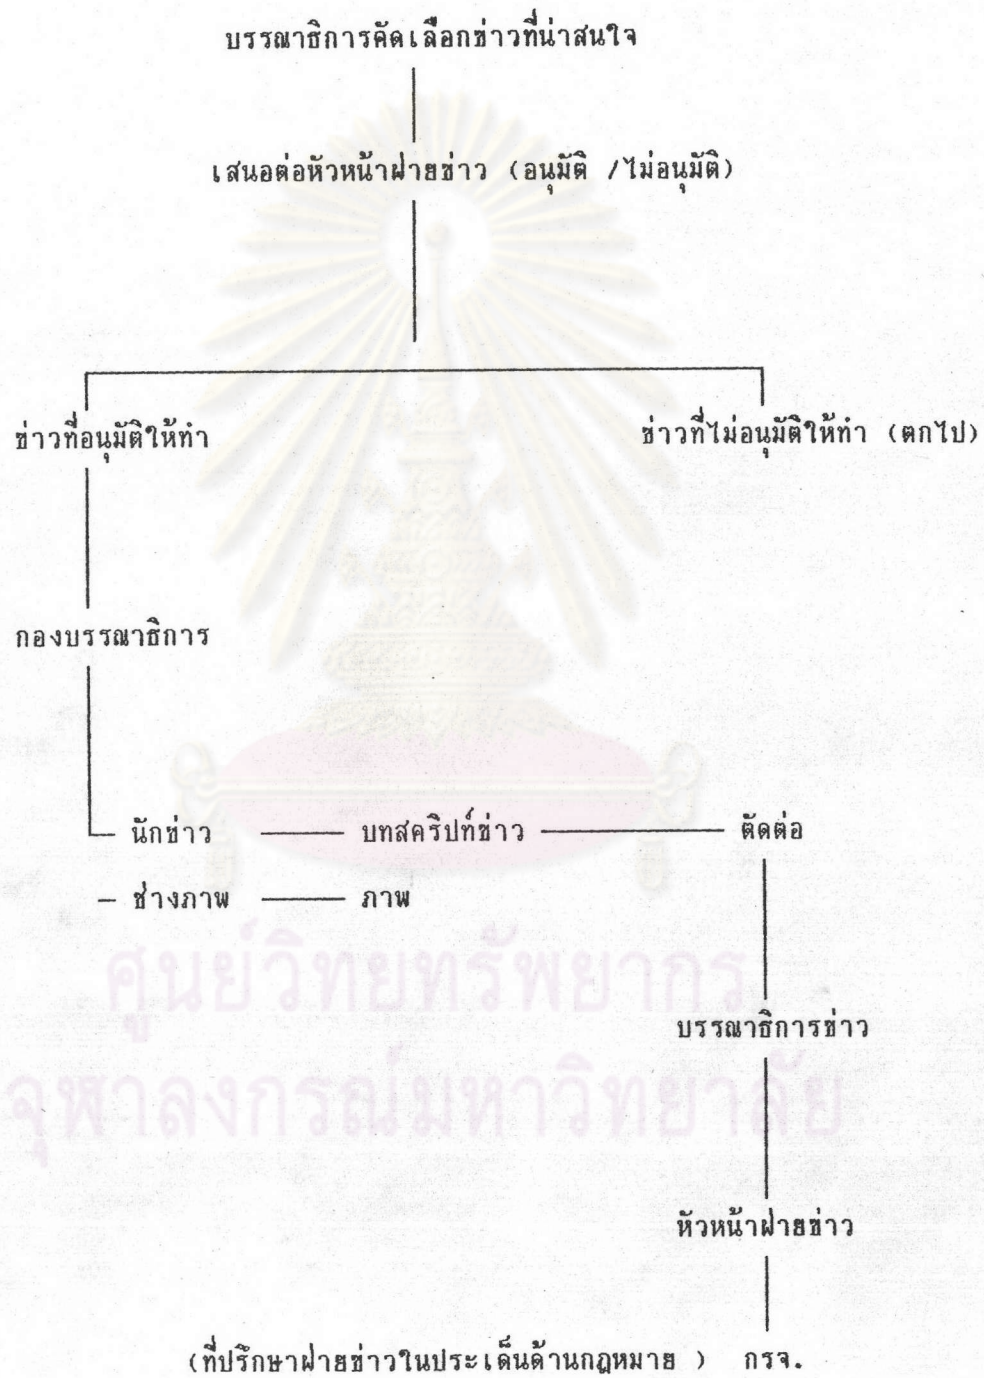 บรรณาธิการคัดเลือกข่าวที่น่าสนใจ
เสนอต่อหัวหน้าฝ่ายข่าว (อนุมัติ /ไม่อนุมัติ)
ข่าวที่อนุมัติให้ทำ ข่าวที่ไม่อนุมัติให้ทำ (ตกไป)
กองบรรณาธิการ
- นักข่าว บทสคริปท์ข่าว ตัดต่อ
- ช่างภาพ ภาพ
ศูนย์วิทยทรัพยากร
บรรณาธิการข่าว
จุฬาลงกรณ์มหาวิทยาลัย
หัวหน้าฝ่ายข่าว
(ที่ปรึกษาฝ่ายข่าวในประเด็นด้านกฎหมาย ) กรจ.